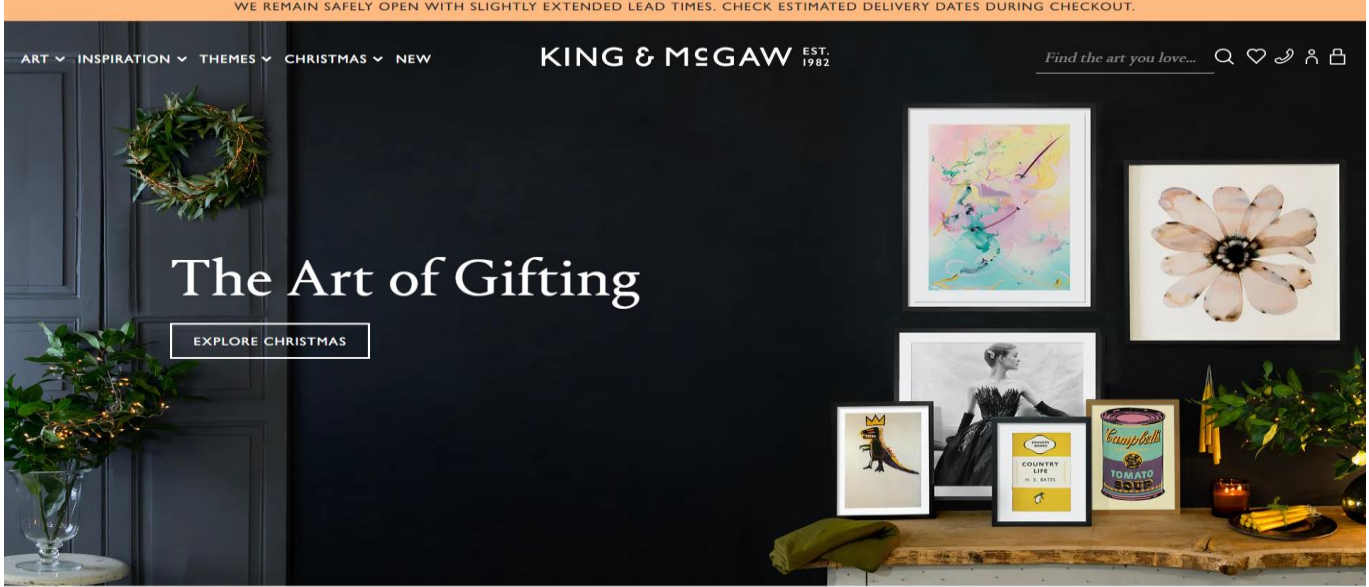 WE REMAIN SAFELY OPEN WITH SLIGHTLY EXTENDED LEAD TIMES. CHECK ESTIMATED DELIVERY DATES DURING CHECKOUT.
ART INSPIRATION THEMES CHRISTMAS NEW
KING & McGAW EST. 1982
Find the art you love...
The Art of Gifting
EXPLORE CHRISTMAS
COUNTRY
LIFE
H. E. BATES
Campbell's
TOMATO
SOUP